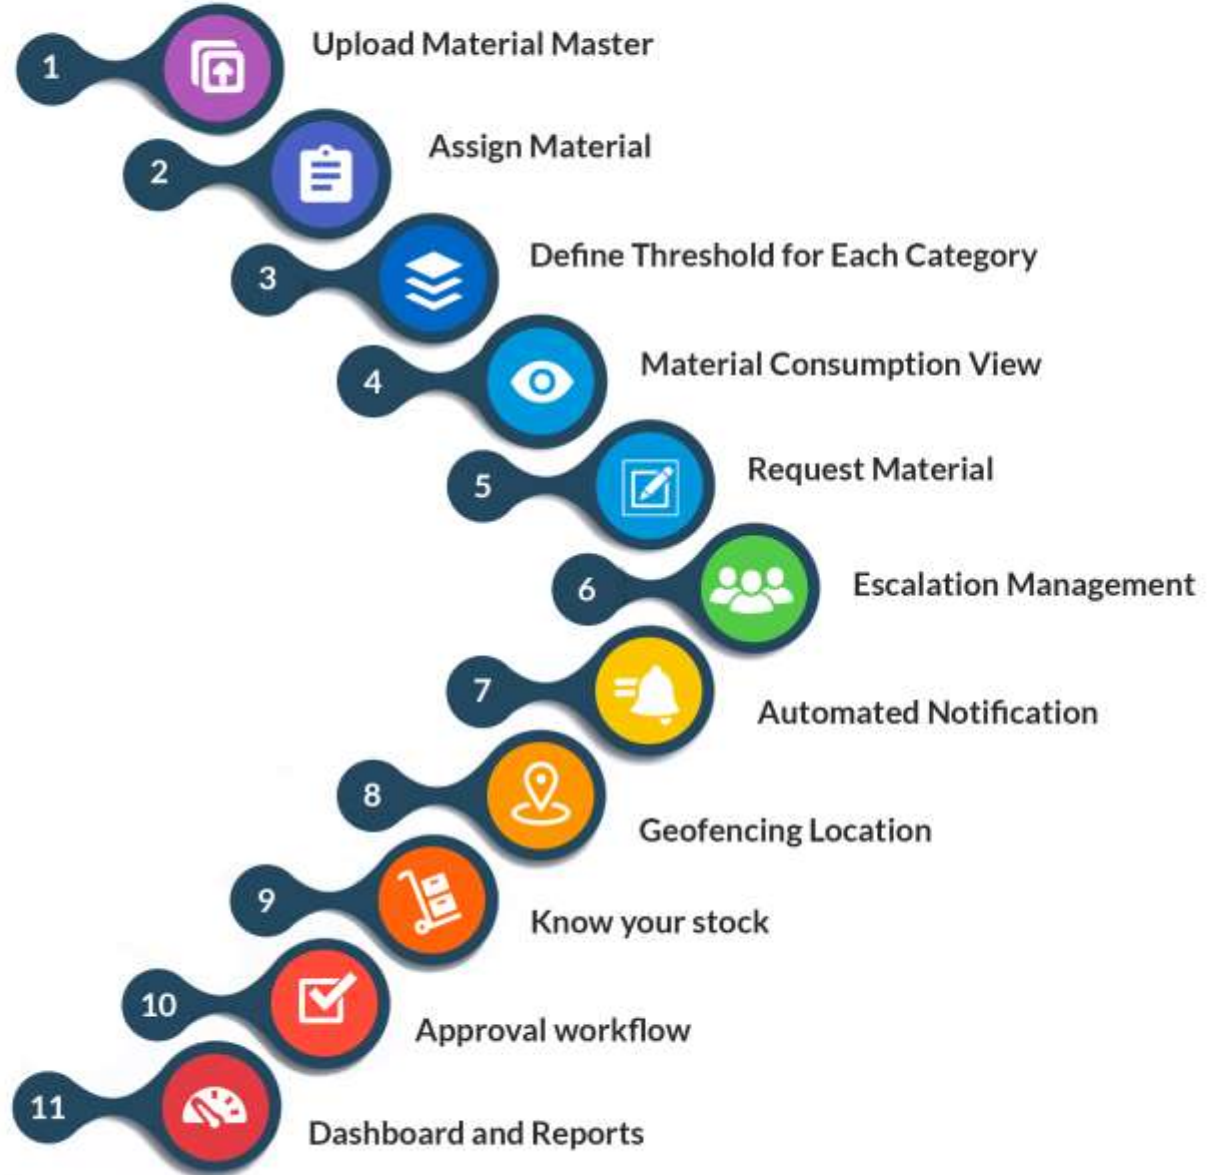 1
Upload Material Master
2
Assign Material
3
Define Threshold for Each Category
4
Material Consumption View
5
Request Material
6
Escalation Management
7
Automated Notification
8
Geofencing Location
9
Know your stock
10
Approval workflow
11
Dashboard and Reports